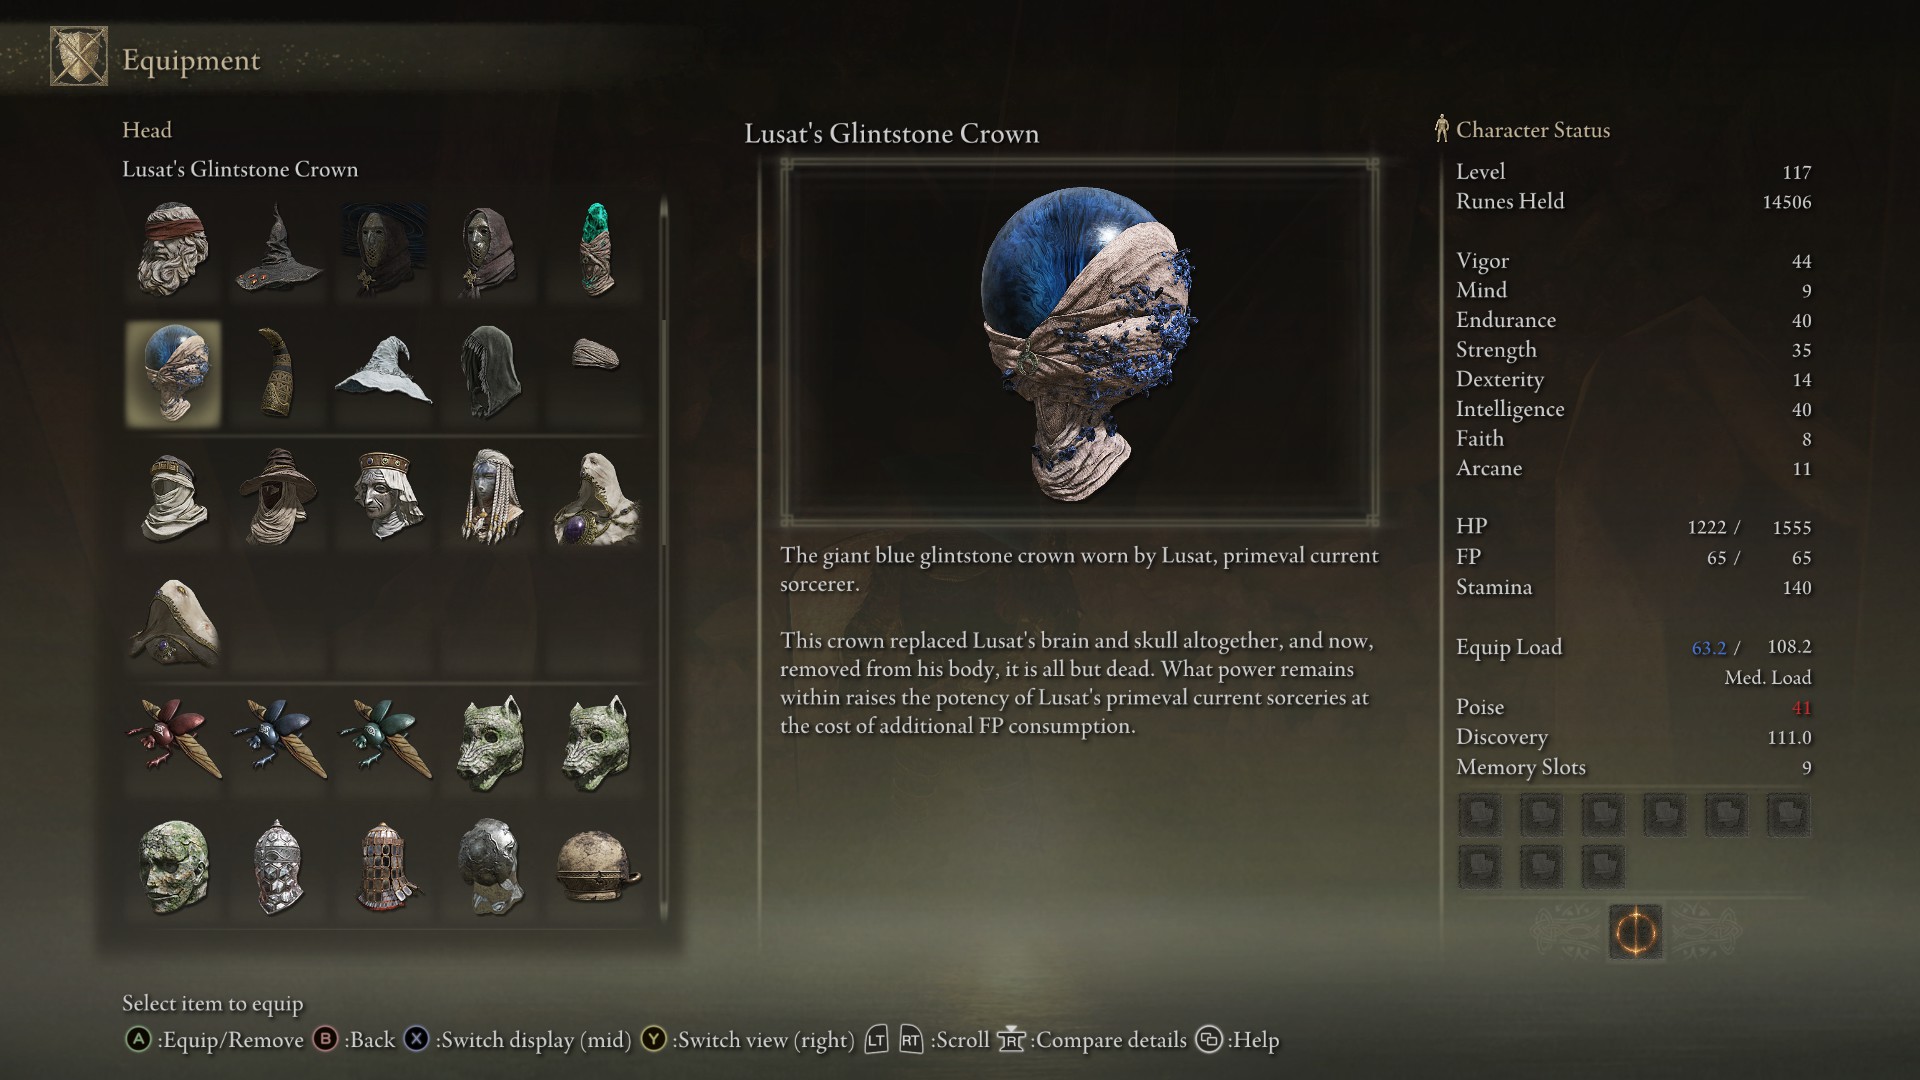 Equipment
Head
Lusat's Glintstone Crown
Lusat's Glintstone Crown
The giant blue glintstone crown worn by Lusat, primeval current
sorcerer.
This crown replaced Lusat's brain and skull altogether, and now,
removed from his body, it is all but dead. What power remains
within raises the potency of Lusat's primeval current sorceries at
the cost of additional FP consumption.
Character Status
Level 117
Runes Held 14506
Vigor 44
Mind 9
Endurance 40
Strength 35
Dexterity 14
Intelligence 40
Faith 8
Arcane 11
HP 1222 / 1555
FP 65 / 65
Stamina 140
Equip Load 63.2 / 108.2
Med. Load
Poise 41
Discovery 111.0
Memory Slots 9
Select item to equip
A :Equip/Remove B :Back X :Switch display (mid) Y :Switch view (right) LT RT :Scroll R :Compare details :Help